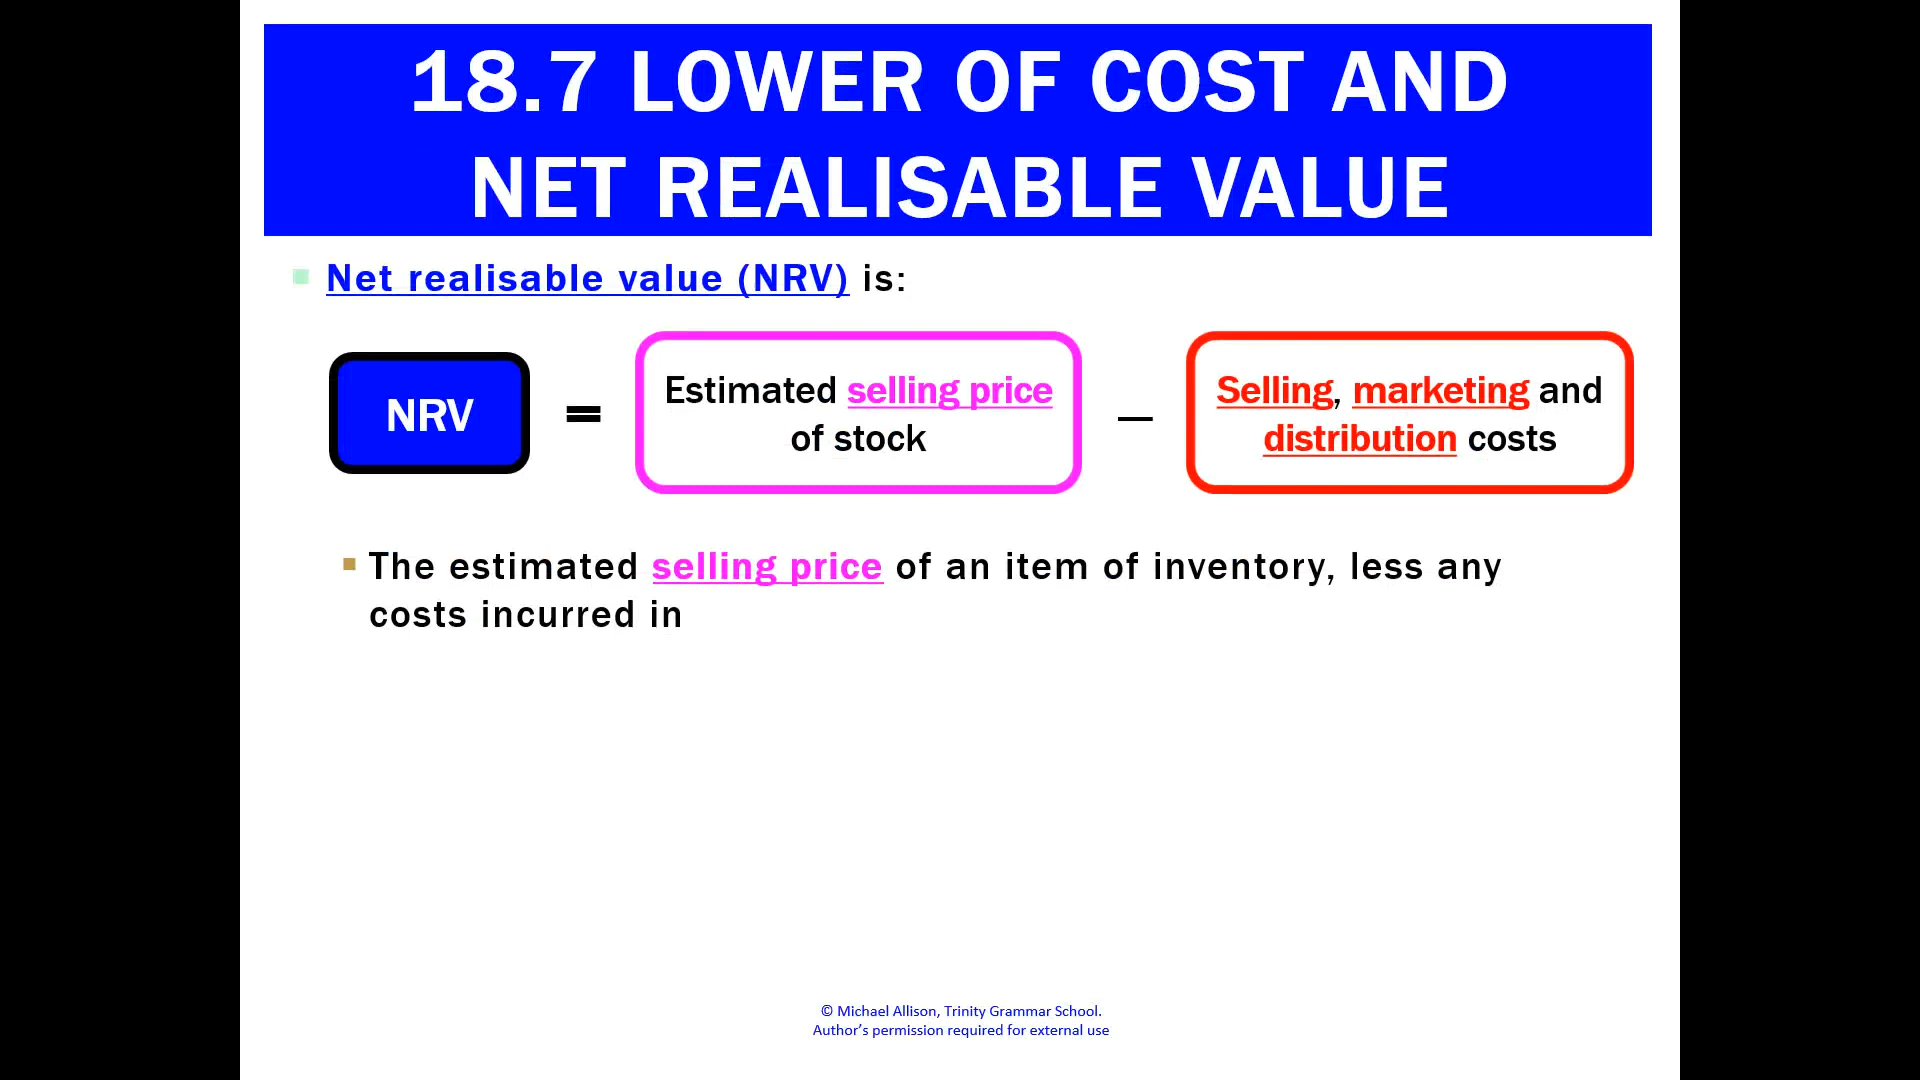 18.7 LOWER OF COST AND
NET REALISABLE VALUE
Net realisable value (NRV) is:
NRV
=
Estimated selling price
of stock
–
Selling, marketing and
distribution costs
The estimated selling price of an item of inventory, less any
costs incurred in
© Michael Allison, Trinity Grammar School.
Author’s permission required for external use